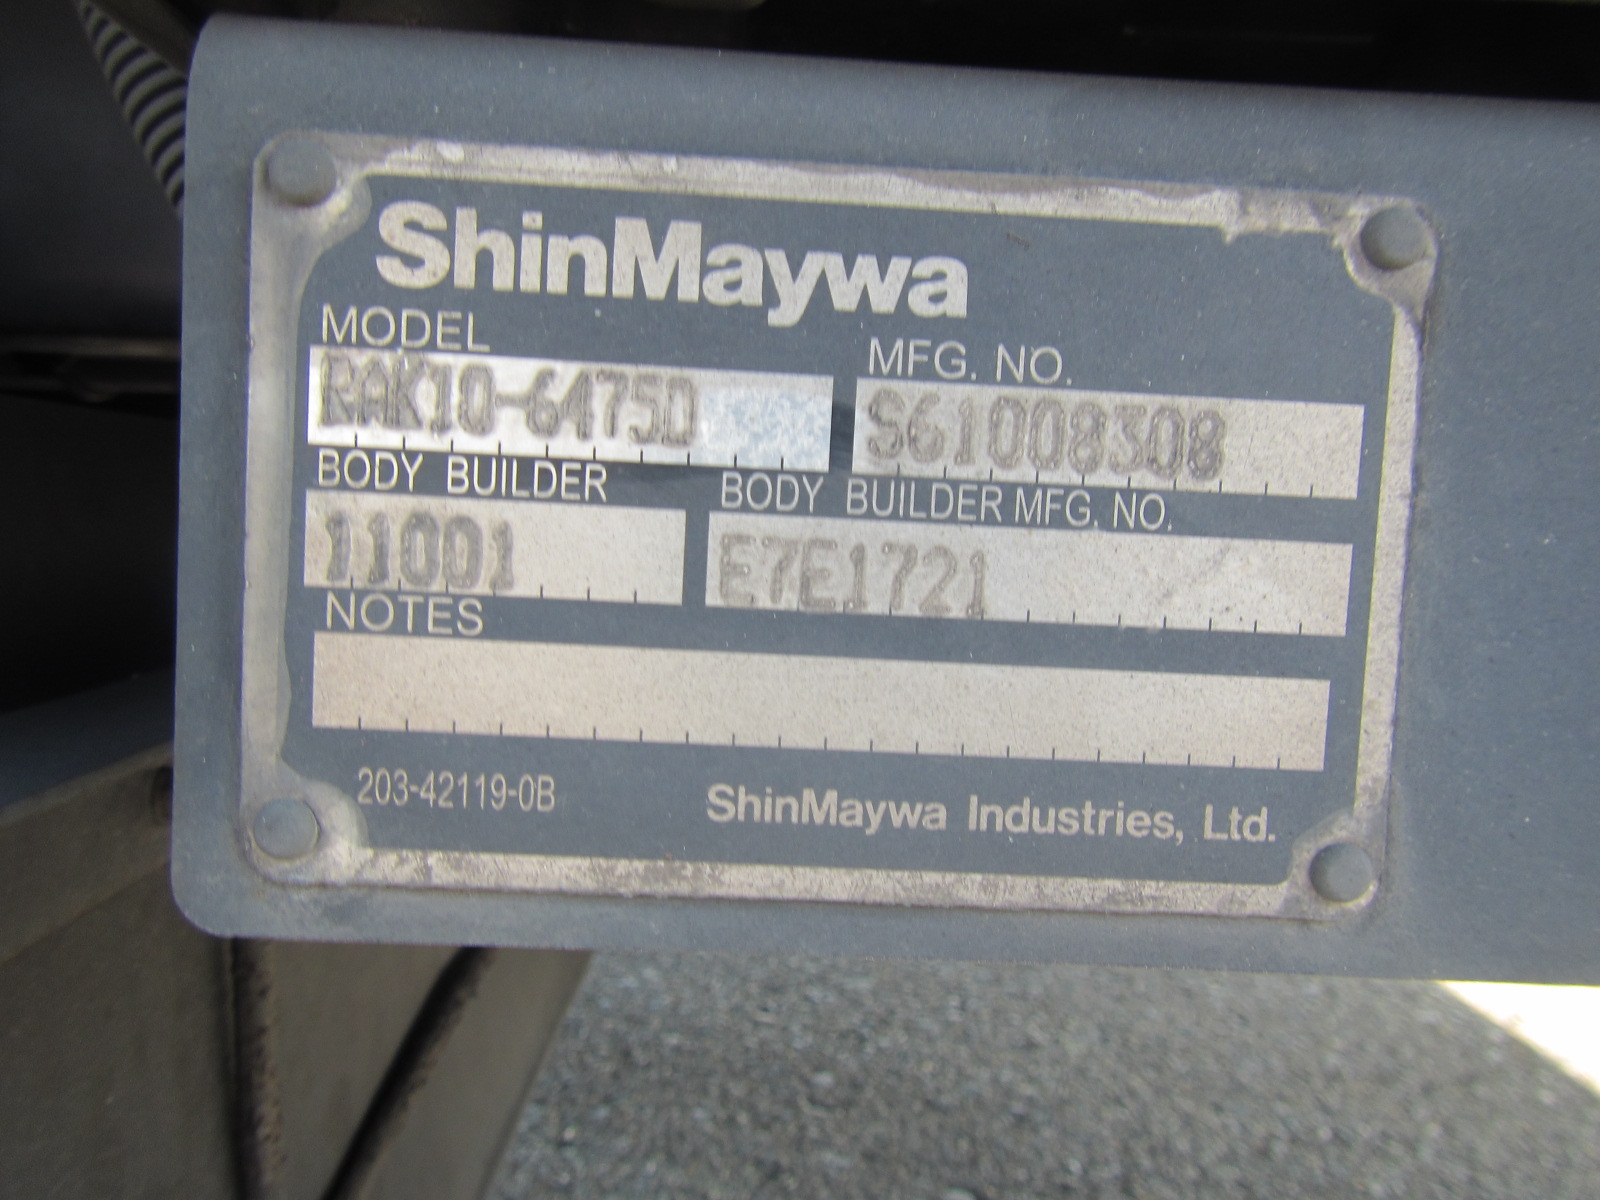 ShinMaywa
MODEL MFG. NO.
RAK10-6475D S61008308
BODY BUILDER BODY BUILDER MFG. NO.
11001 E7E1721
NOTES
203-42119-0B ShinMaywa Industries, Ltd.